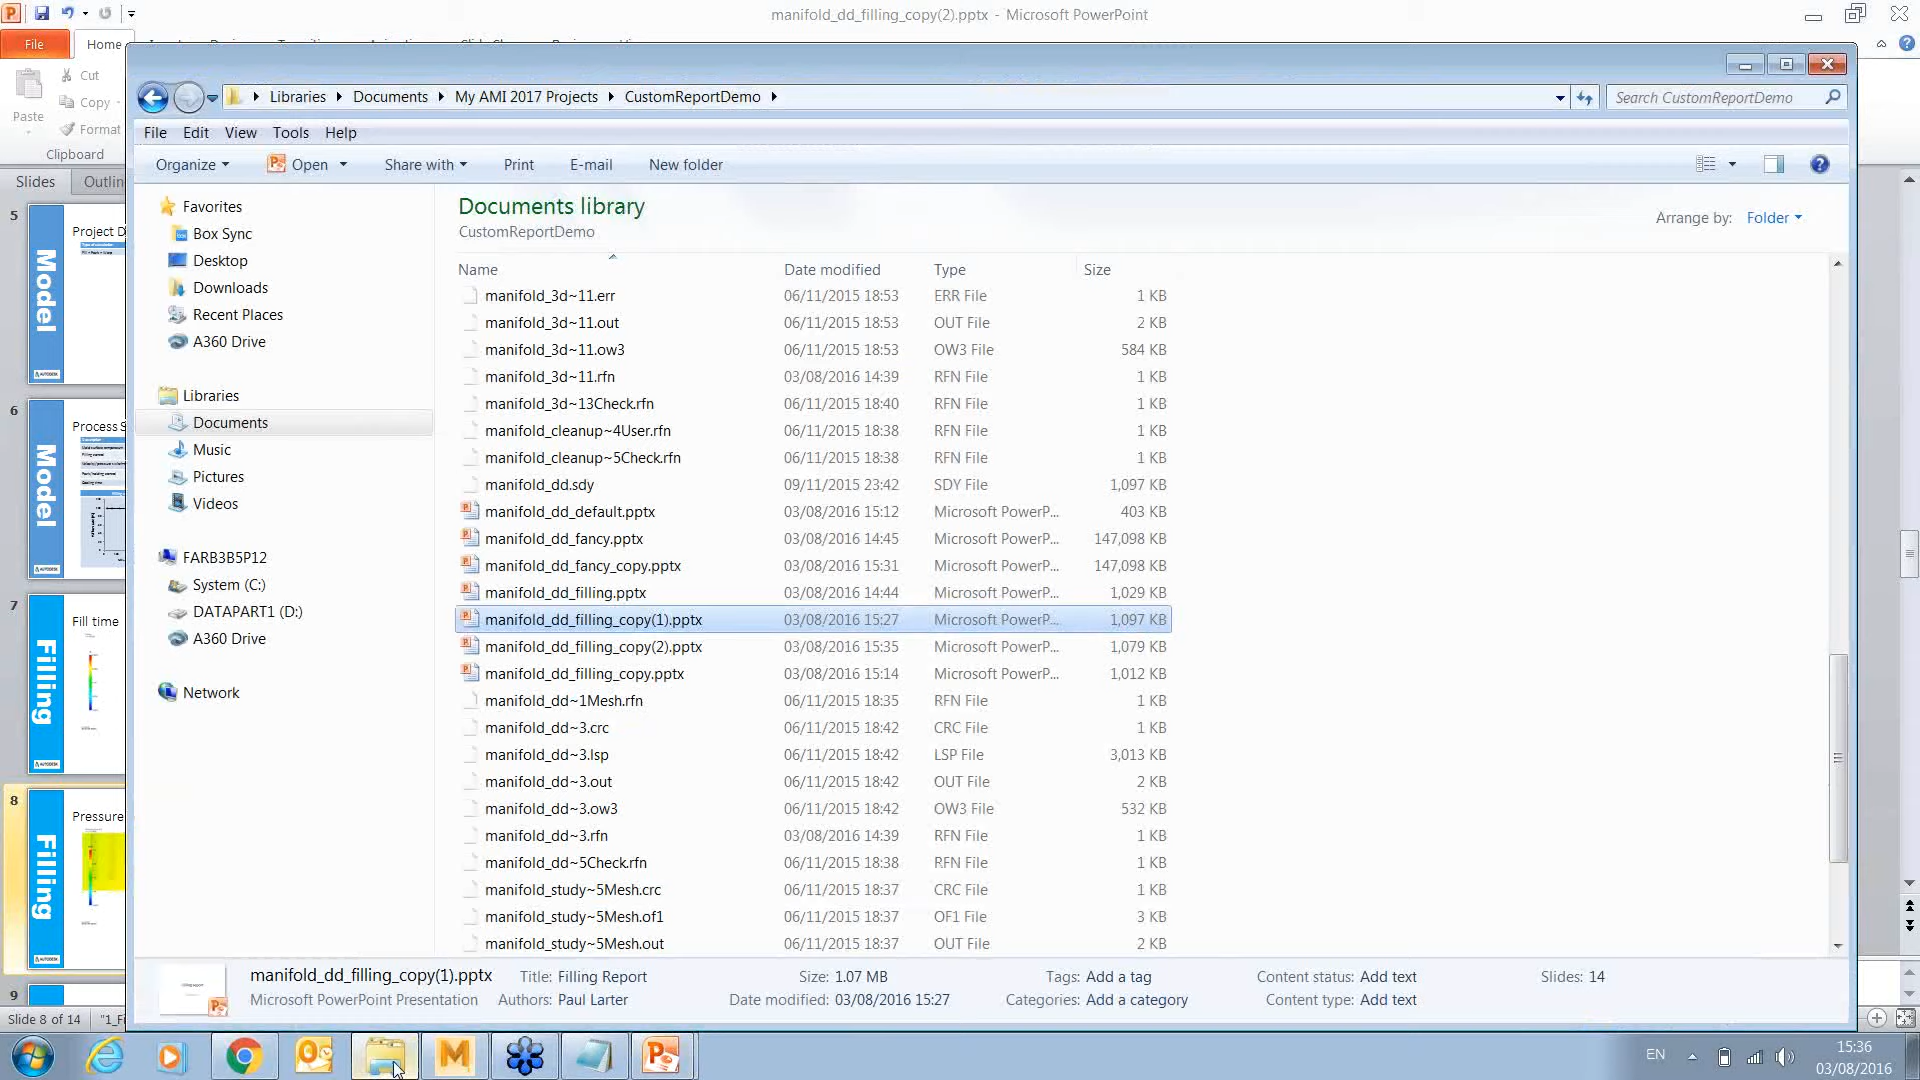 manifold_dd_filling_copy(2).pptx - Microsoft PowerPoint
File
Home
Cut
Copy
Paste
Format
Clipboard
Slides
Outlin
Libraries
Documents
My AMI 2017 Projects
CustomReportDemo
Search CustomReportDemo
File Edit View Tools Help
Organize
Open
Share with
Print
E-mail
New folder
Favorites
Box Sync
Desktop
Downloads
Recent Places
A360 Drive
Libraries
Documents
Music
Pictures
Videos
FARB3B5P12
System (C:)
DATAPART1 (D:)
A360 Drive
Network
Documents library
CustomReportDemo
Arrange by: Folder
Name Date modified Type Size
manifold_3d~11.err 06/11/2015 18:53 ERR File 1 KB
manifold_3d~11.out 06/11/2015 18:53 OUT File 2 KB
manifold_3d~11.ow3 06/11/2015 18:53 OW3 File 584 KB
manifold_3d~11.rfn 03/08/2016 14:39 RFN File 1 KB
manifold_3d~13Check.rfn 06/11/2015 18:40 RFN File 1 KB
manifold_cleanup~4User.rfn 06/11/2015 18:38 RFN File 1 KB
manifold_cleanup~5Check.rfn 06/11/2015 18:38 RFN File 1 KB
manifold_dd.sdy 09/11/2015 23:42 SDY File 1,097 KB
manifold_dd_default.pptx 03/08/2016 15:12 Microsoft PowerP... 403 KB
manifold_dd_fancy.pptx 03/08/2016 14:45 Microsoft PowerP... 147,098 KB
manifold_dd_fancy_copy.pptx 03/08/2016 15:31 Microsoft PowerP... 147,098 KB
manifold_dd_filling.pptx 03/08/2016 14:44 Microsoft PowerP... 1,029 KB
manifold_dd_filling_copy(1).pptx 03/08/2016 15:27 Microsoft PowerP... 1,097 KB
manifold_dd_filling_copy(2).pptx 03/08/2016 15:35 Microsoft PowerP... 1,079 KB
manifold_dd_filling_copy.pptx 03/08/2016 15:14 Microsoft PowerP... 1,012 KB
manifold_dd~1Mesh.rfn 06/11/2015 18:35 RFN File 1 KB
manifold_dd~3.crc 06/11/2015 18:42 CRC File 1 KB
manifold_dd~3.lsp 06/11/2015 18:42 LSP File 3,013 KB
manifold_dd~3.out 06/11/2015 18:42 OUT File 2 KB
manifold_dd~3.ow3 06/11/2015 18:42 OW3 File 532 KB
manifold_dd~3.rfn 03/08/2016 14:39 RFN File 1 KB
manifold_dd~5Check.rfn 06/11/2015 18:38 RFN File 1 KB
manifold_study~5Mesh.crc 06/11/2015 18:37 CRC File 1 KB
manifold_study~5Mesh.of1 06/11/2015 18:37 OF1 File 3 KB
manifold_study~5Mesh.out 06/11/2015 18:37 OUT File 2 KB
5
Project D
Model
AUTODESK
6
Process S
Model
AUTODESK
7
Fill time
Filling
AUTODESK
8
Pressure
Filling
AUTODESK
9
manifold_dd_filling_copy(1).pptx Title: Filling Report Size: 1.07 MB Tags: Add a tag Content status: Add text Slides: 14
Microsoft PowerPoint Presentation Authors: Paul Larter Date modified: 03/08/2016 15:27 Categories: Add a category Content type: Add text
Slide 8 of 14 "1_Fi
EN
15:36
03/08/2016